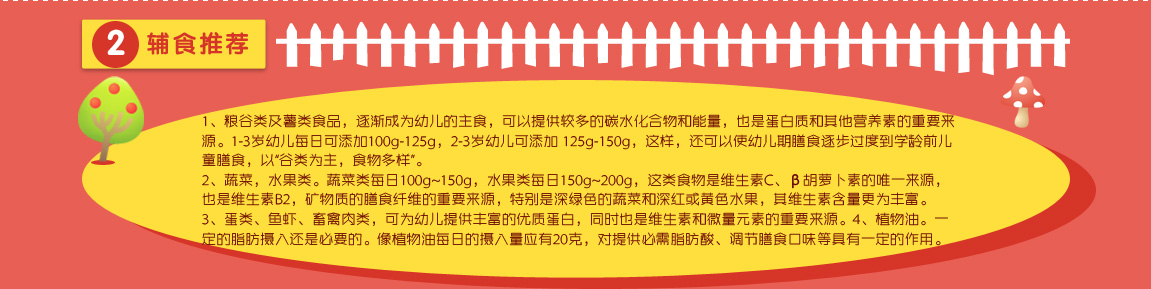 2 辅食推荐
1、粮谷类及薯类食品，逐渐成为幼儿的主食，可以提供较多的碳水化合物和能量，也是蛋白质和其他营养素的重要来
源。1-3岁幼儿每日可添加100g-125g，2-3岁幼儿可添加 125g-150g，这样，还可以使幼儿期膳食逐步过度到学龄前儿
童膳食，以“谷类为主，食物多样”。
2、蔬菜，水果类。蔬菜类每日100g~150g，水果类每日150g~200g，这类食物是维生素C、β胡萝卜素的唯一来源，
也是维生素B2，矿物质的膳食纤维的重要来源，特别是深绿色的蔬菜和深红或黄色水果，其维生素含量更为丰富。
3、蛋类、鱼虾、畜禽肉类，可为幼儿提供丰富的优质蛋白，同时也是维生素和微量元素的重要来源。4、植物油。一
定的脂肪摄入还是必要的。像植物油每日的摄入量应有20克，对提供必需脂肪酸、调节膳食口味等具有一定的作用。